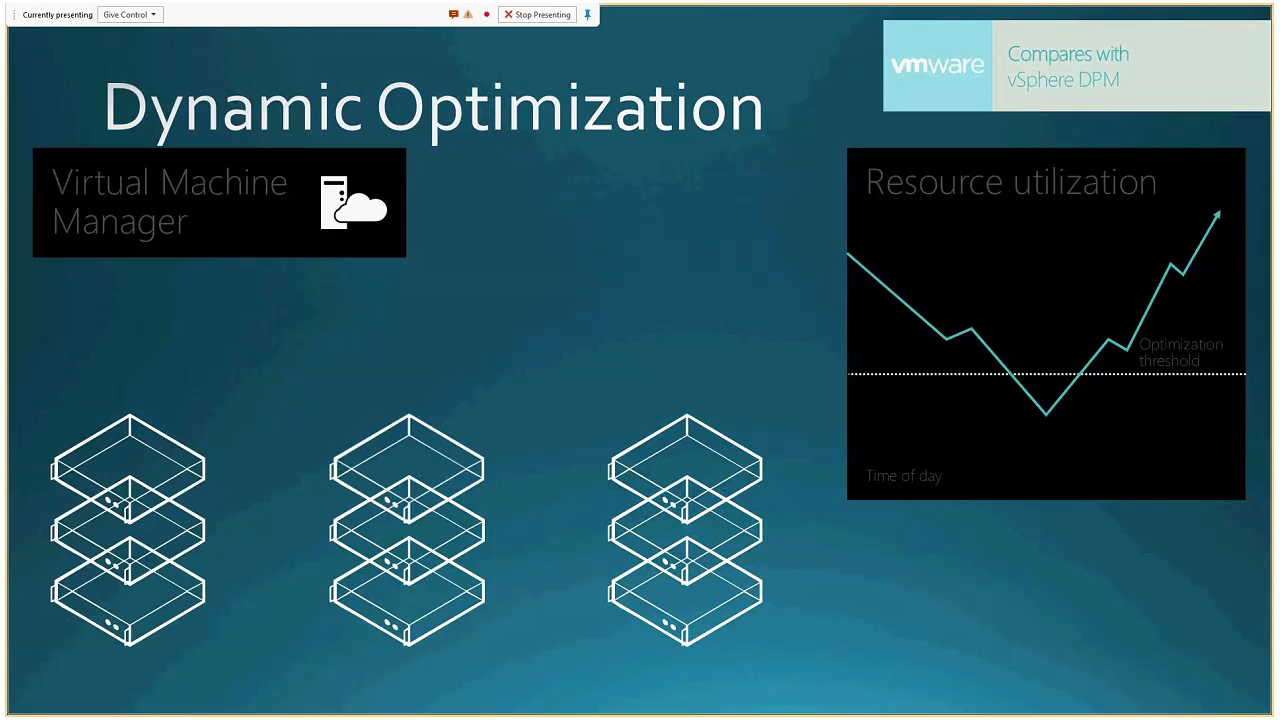 Currently presenting
Give Control
Stop Presenting
vmware
Compares with
vSphere DPM
Dynamic Optimization
Virtual Machine
Manager
Resource utilization
Optimization
threshold
Time of day